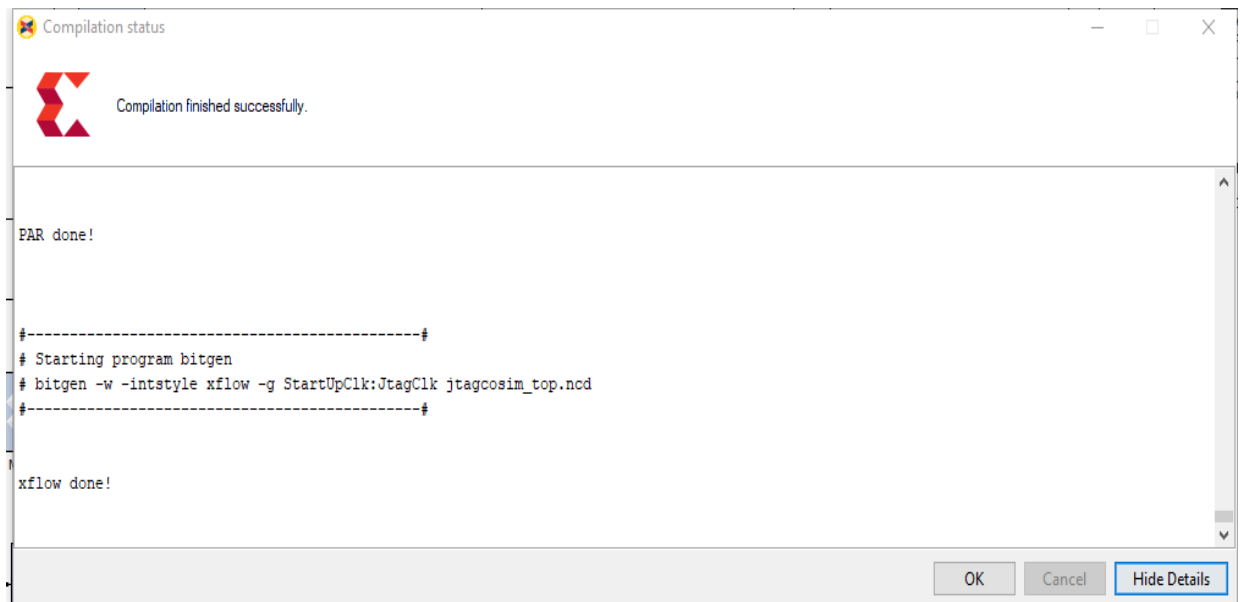 Compilation status
Compilation finished successfully.
PAR done!
#----------------------------------------------#
# Starting program bitgen
# bitgen -w -intstyle xflow -g StartUpClk:JtagClk jtagcosim_top.ncd
#----------------------------------------------#
xflow done!
OK Cancel Hide Details